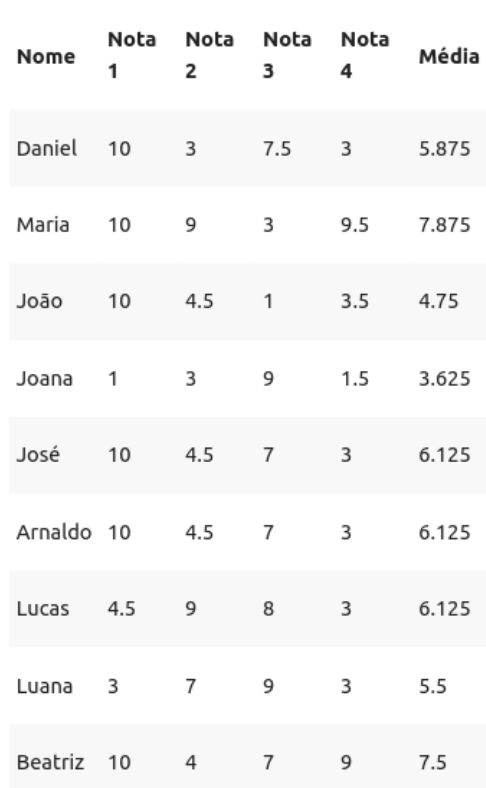 Nome Nota 1 Nota 2 Nota 3 Nota 4 Média
Daniel 10 3 7.5 3 5.875
Maria 10 9 3 9.5 7.875
João 10 4.5 1 3.5 4.75
Joana 1 3 9 1.5 3.625
José 10 4.5 7 3 6.125
Arnaldo 10 4.5 7 3 6.125
Lucas 4.5 9 8 3 6.125
Luana 3 7 9 3 5.5
Beatriz 10 4 7 9 7.5